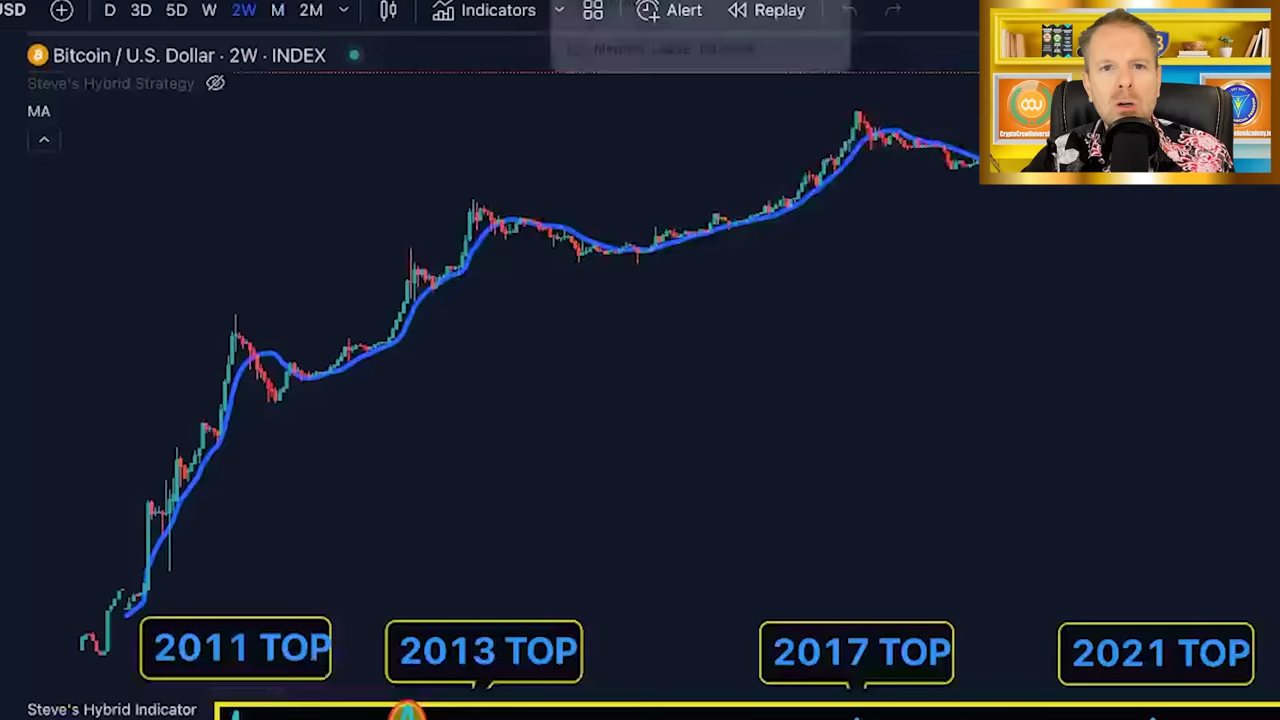 USD D 3D 5D W 2W M 2M Indicators Alert Replay
Bitcoin / U.S. Dollar · 2W · INDEX
Steve's Hybrid Strategy
MA
2011 TOP
2013 TOP
2017 TOP
2021 TOP
Steve's Hybrid Indicator